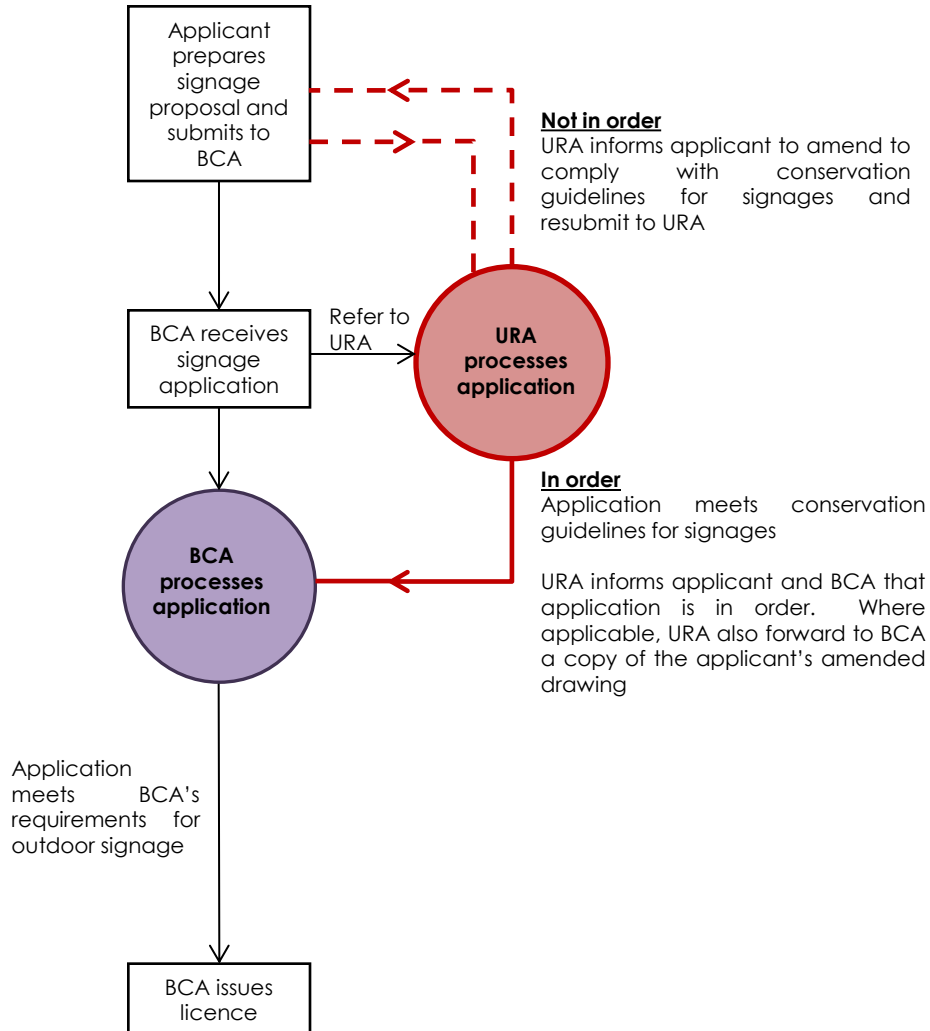 Applicant
prepares
signage
proposal and
submits to
BCA
Not in order
URA informs applicant to amend to
comply with conservation
guidelines for signages and
resubmit to URA
BCA receives
signage
application
Refer to
URA
URA
processes
application
In order
Application meets conservation
guidelines for signages
URA informs applicant and BCA that
application is in order. Where
applicable, URA also forward to BCA
a copy of the applicant's amended
drawing
BCA
processes
application
Application
meets BCA's
requirements for
outdoor signage
BCA issues
licence